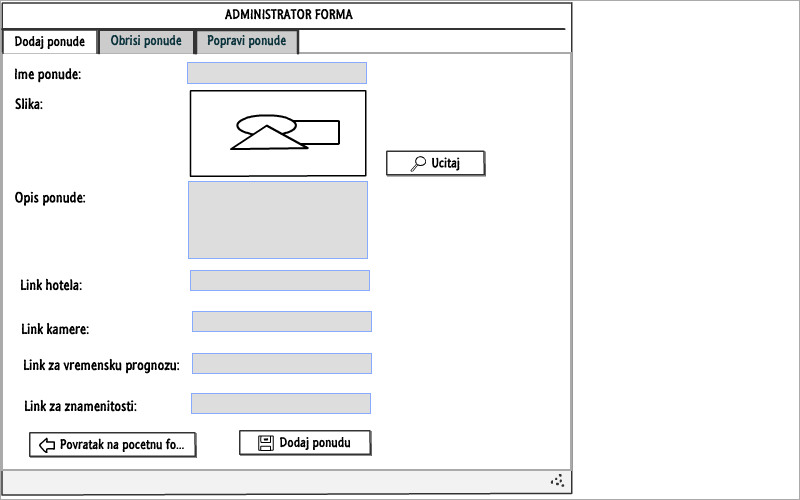 ADMINISTRATOR FORMA
Dodaj ponude Obrisi ponude Popravi ponude
Ime ponude:
Slika:
Ucitaj
Opis ponude:
Link hotela:
Link kamere:
Link za vremensku prognozu:
Link za znamenitosti:
Povratak na pocetnu fo... Dodaj ponudu